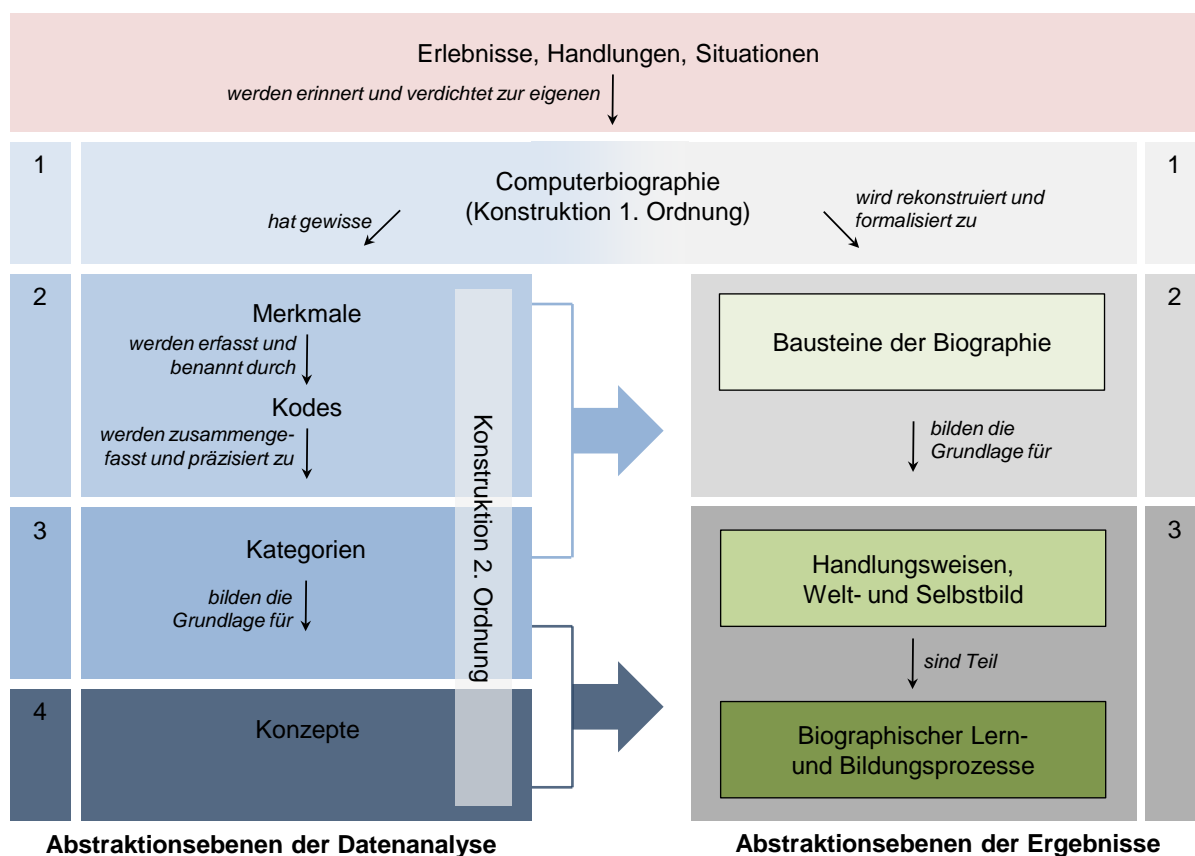 Erlebnisse, Handlungen, Situationen
werden erinnert und verdichtet zur eigenen
1
Computerbiographie
(Konstruktion 1. Ordnung)
hat gewisse
wird rekonstruiert und
formalisiert zu
1
2
Merkmale
werden erfasst und
benannt durch
Kodes
werden zusammenge-
fasst und präzisiert zu
3
Kategorien
bilden die
Grundlage für
4
Konzepte
Konstruktion 2. Ordnung
2
Bausteine der Biographie
bilden die
Grundlage für
3
Handlungsweisen,
Welt- und Selbstbild
sind Teil
Biographischer Lern-
und Bildungsprozesse
Abstraktionsebenen der Datenanalyse
Abstraktionsebenen der Ergebnisse